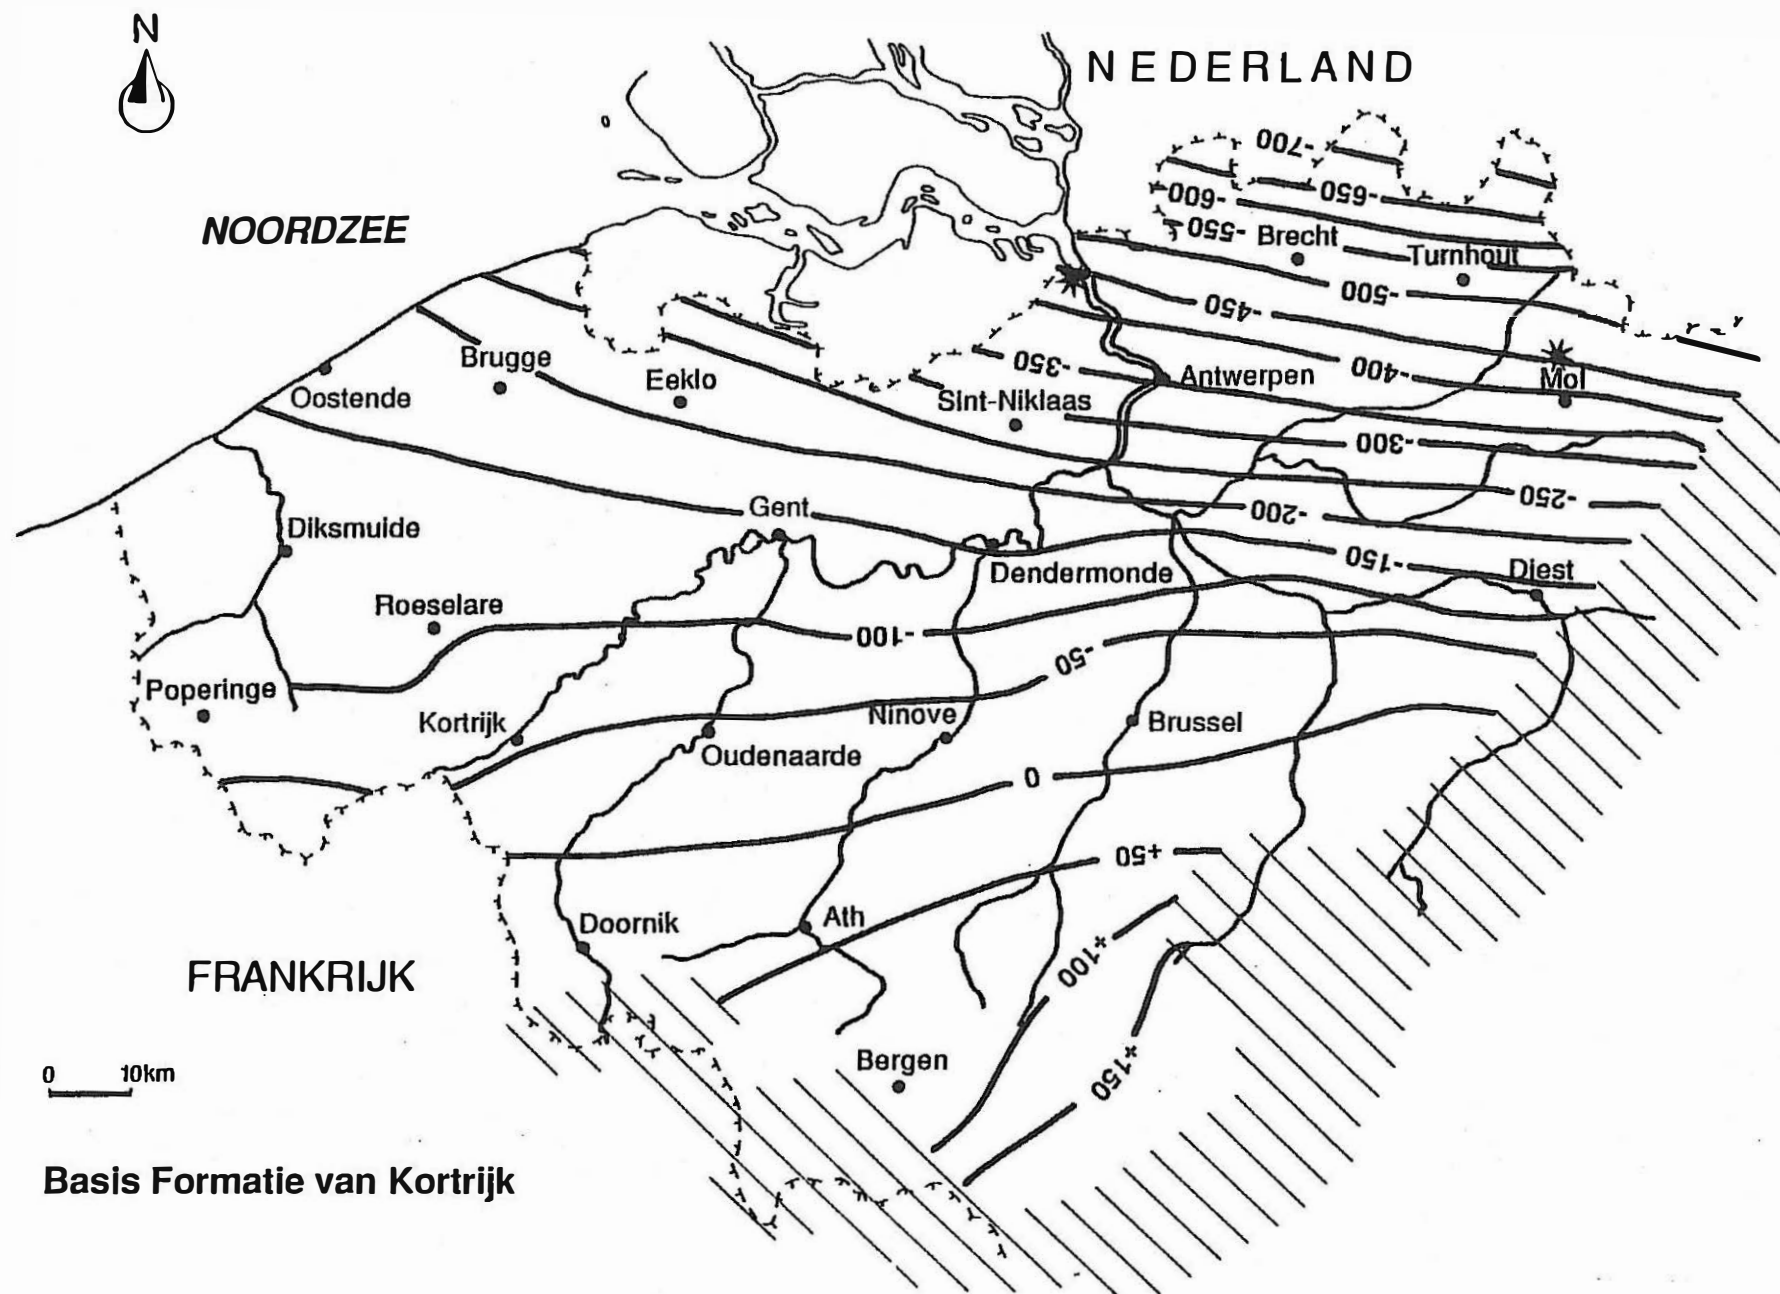 N
NEDERLAND
-700
-650
-600
NOORDZEE
-550
Brecht
Turnhout
-500
-450
Brugge
Eeklo
-350
Antwerpen
-400
Mol
Oostende
Sint-Niklaas
-300
-250
Gent
-200
Diksmuide
-150
Diest
Dendermonde
Roeselare
-100
-50
Poperinge
Kortrijk
Ninove
Brussel
Oudenaarde
0
+50
Doornik
Ath
+100
FRANKRIJK
+150
Bergen
0 10km
Basis Formatie van Kortrijk